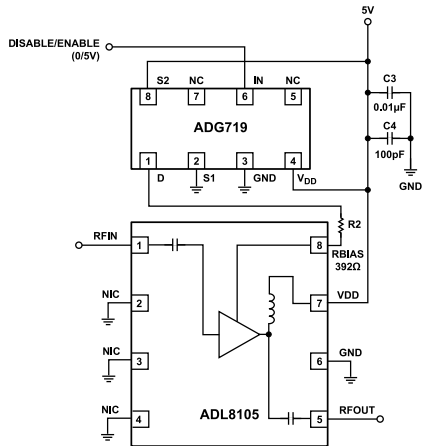 5V
DISABLE/ENABLE
(0/5V)
S2 NC IN NC
8 7 6 5
C3
0.01µF
ADG719
C4
100pF
1 2 3 4
D S1 GND VDD
GND
R2
RFIN
1
8
RBIAS
392Ω
NIC
2
VDD
7
NIC
3
GND
6
NIC
4
ADL8105
5
RFOUT